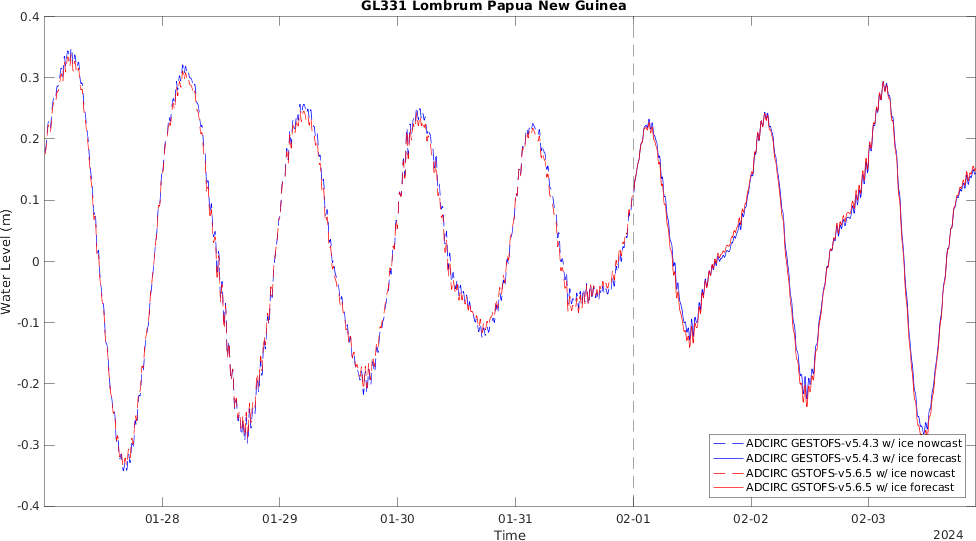 GL331 Lombrum Papua New Guinea
0.4
0.3
0.2
0.1
0
-0.1
-0.2
-0.3
-0.4
Water Level (m)
ADCIRC GESTOFS-v5.4.3 w/ ice nowcast
ADCIRC GESTOFS-v5.4.3 w/ ice forecast
ADCIRC GSTOFS-v5.6.5 w/ ice nowcast
ADCIRC GSTOFS-v5.6.5 w/ ice forecast
01-28
01-29
01-30
01-31
02-01
02-02
02-03
Time
2024